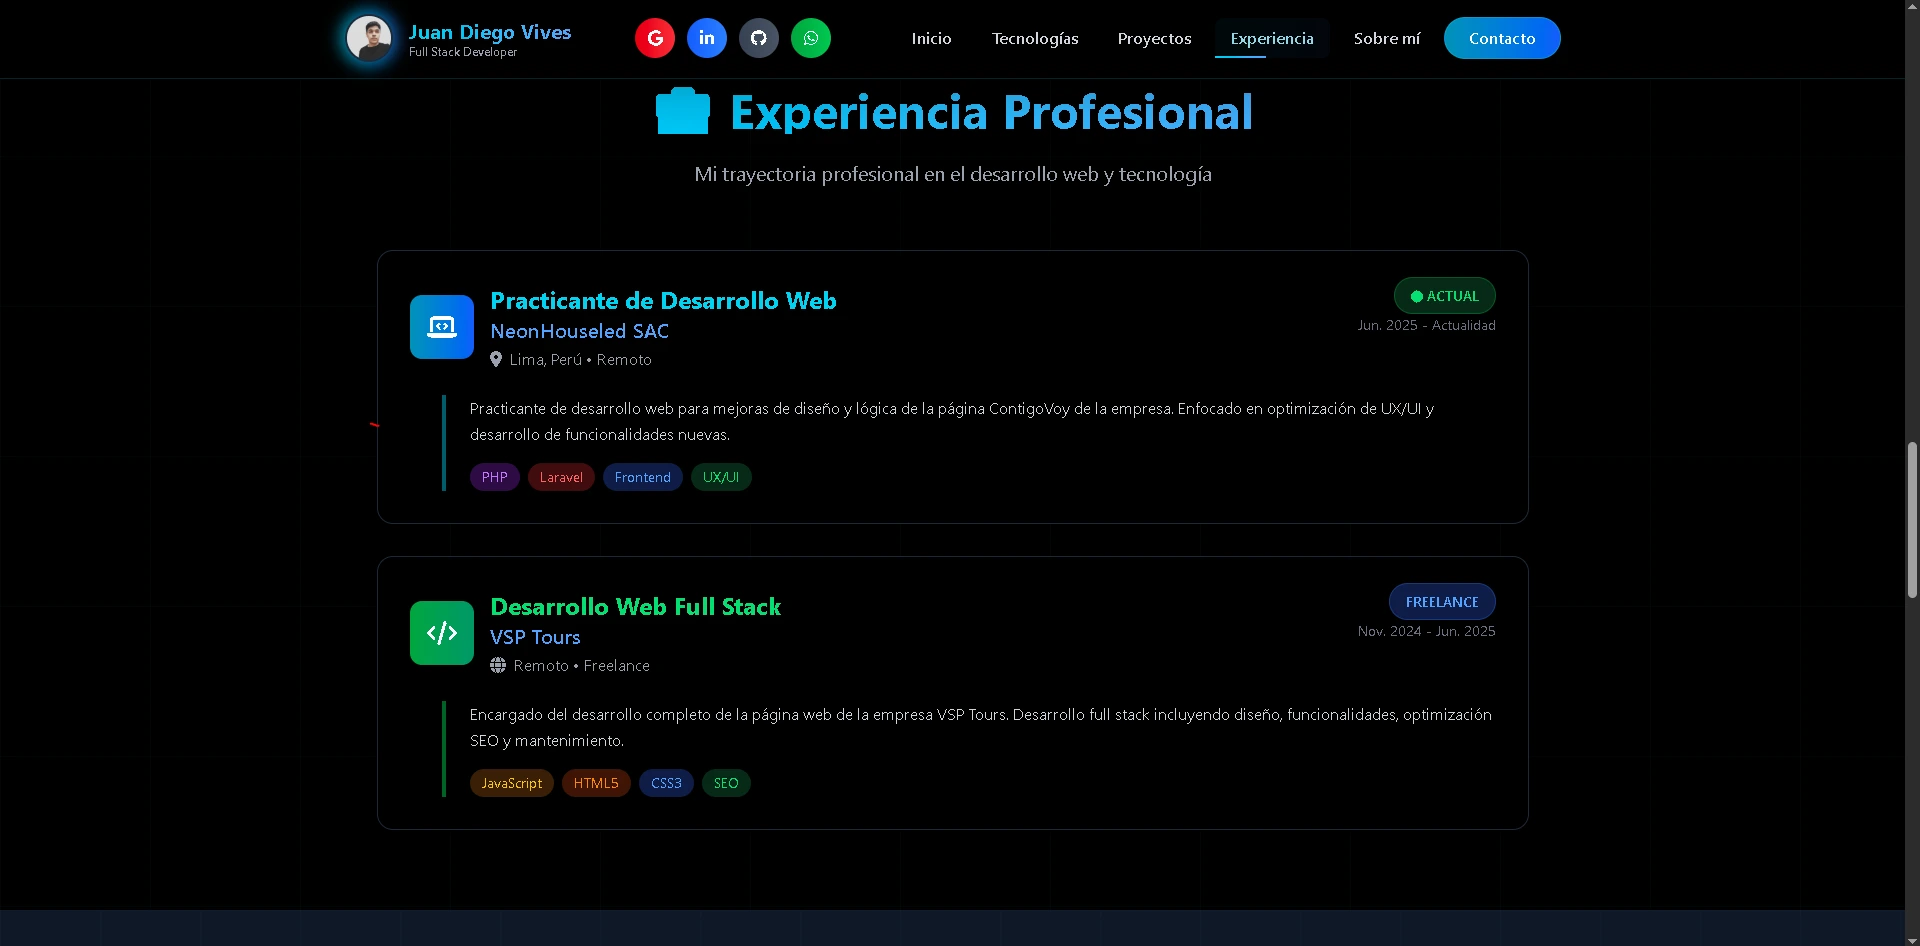 Juan Diego Vives
Full Stack Developer
G
in
Inicio
Tecnologías
Proyectos
Experiencia
Sobre mí
Contacto
Experiencia Profesional
Mi trayectoria profesional en el desarrollo web y tecnología
Practicante de Desarrollo Web
NeonHouseled SAC
Lima, Perú • Remoto
ACTUAL
Jun. 2025 - Actualidad
Practicante de desarrollo web para mejoras de diseño y lógica de la página ContigoVoy de la empresa. Enfocado en optimización de UX/UI y
desarrollo de funcionalidades nuevas.
PHP
Laravel
Frontend
UX/UI
Desarrollo Web Full Stack
VSP Tours
Remoto • Freelance
FREELANCE
Nov. 2024 - Jun. 2025
Encargado del desarrollo completo de la página web de la empresa VSP Tours. Desarrollo full stack incluyendo diseño, funcionalidades, optimización
SEO y mantenimiento.
JavaScript
HTML5
CSS3
SEO